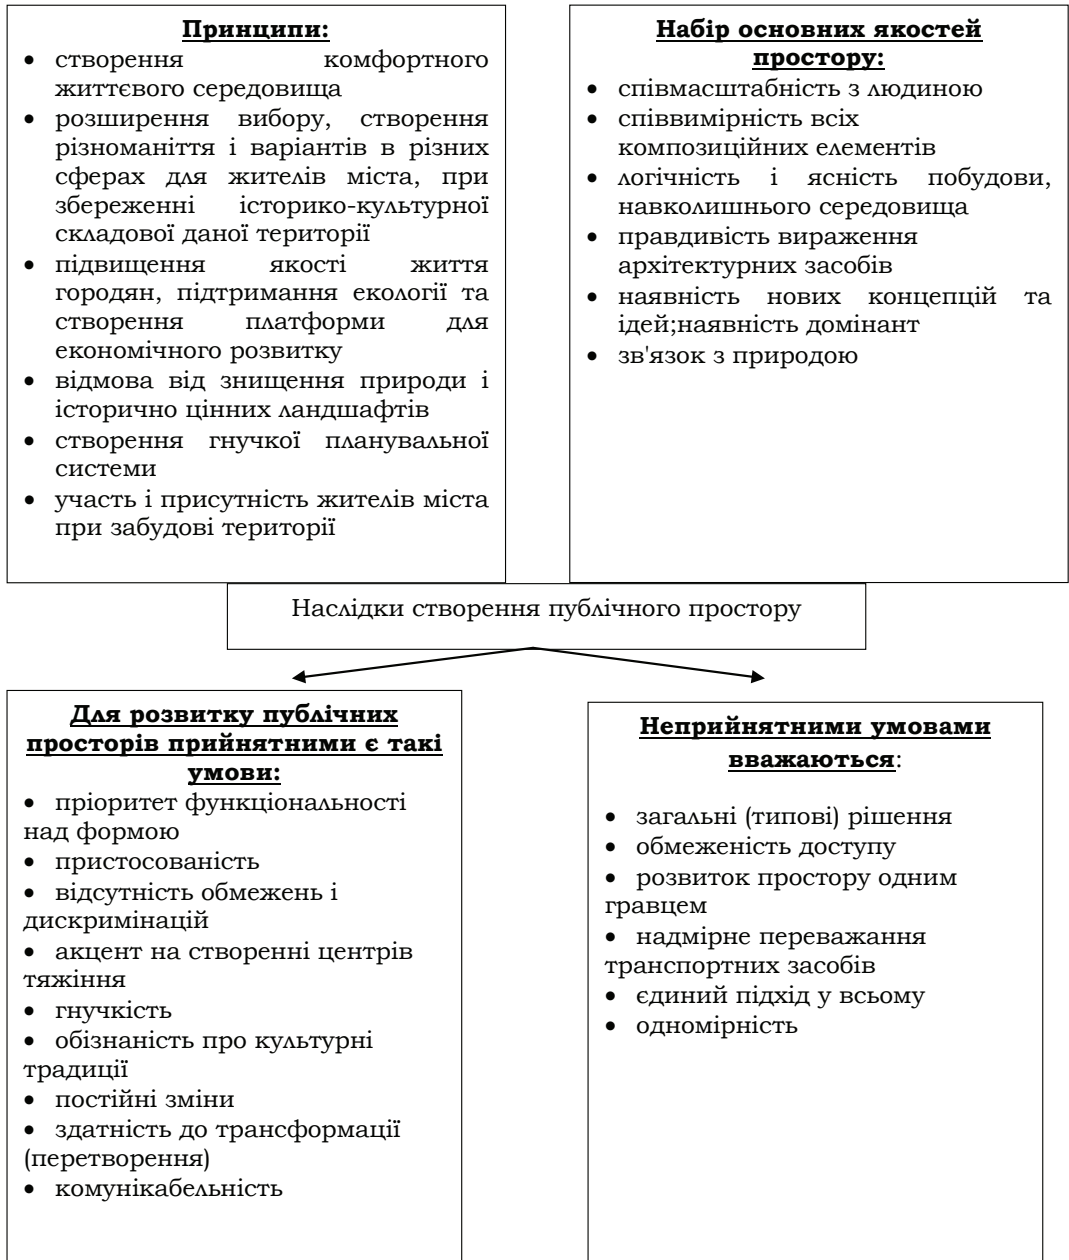 Принципи:
• створення комфортного
життєвого середовища
• розширення вибору, створення
різноманіття і варіантів в різних
сферах для жителів міста, при
збереженні історико-культурної
складової даної території
• підвищення якості життя
городян, підтримання екології та
створення платформи для
економічного розвитку
• відмова від знищення природи і
історично цінних ландшафтів
• створення гнучкої планувальної
системи
• участь і присутність жителів міста
при забудові території
Набір основних якостей
простору:
• співмасштабність з людиною
• співвимірність всіх
композиційних елементів
• логічність і ясність побудови,
навколишнього середовища
• правдивість вираження
архітектурних засобів
• наявність нових концепцій та
ідей;наявність домінант
• зв'язок з природою
Наслідки створення публічного простору
Для розвитку публічних
просторів прийнятними є такі
умови:
• пріоритет функціональності
над формою
• пристосованість
• відсутність обмежень і
дискримінацій
• акцент на створенні центрів
тяжіння
• гнучкість
• обізнаність про культурні
традиції
• постійні зміни
• здатність до трансформації
(перетворення)
• комунікабельність
Неприйнятними умовами
вважаються:
• загальні (типові) рішення
• обмеженість доступу
• розвиток простору одним
гравцем
• надмірне переважання
транспортних засобів
• єдиний підхід у всьому
• одномірність